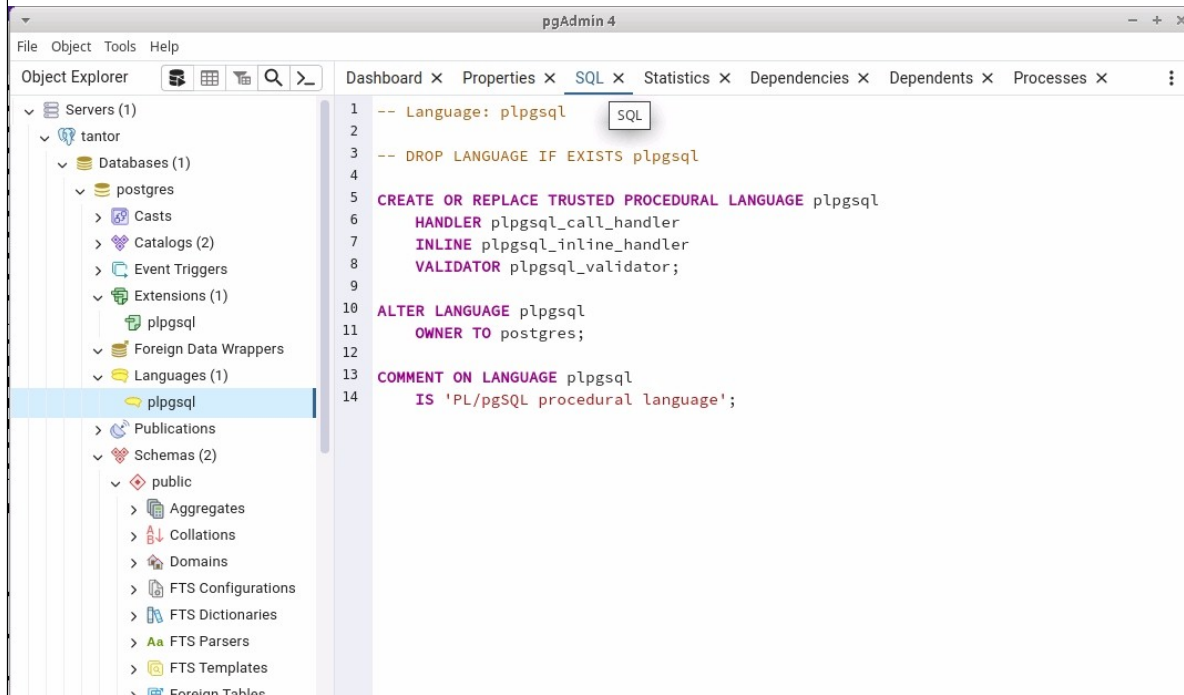 pgAdmin 4
File Object Tools Help
Object Explorer
Dashboard Properties SQL Statistics Dependencies Dependents Processes
Servers (1)
tantor
Databases (1)
postgres
Casts
Catalogs (2)
Event Triggers
Extensions (1)
plpgsql
Foreign Data Wrappers
Languages (1)
plpgsql
Publications
Schemas (2)
public
Aggregates
Collations
Domains
FTS Configurations
FTS Dictionaries
Aa FTS Parsers
FTS Templates
Foreign Tables
SQL
1 -- Language: plpgsql
2
3 -- DROP LANGUAGE IF EXISTS plpgsql
4
5 CREATE OR REPLACE TRUSTED PROCEDURAL LANGUAGE plpgsql
6     HANDLER plpgsql_call_handler
7     INLINE plpgsql_inline_handler
8     VALIDATOR plpgsql_validator;
9
10 ALTER LANGUAGE plpgsql
11     OWNER TO postgres;
12
13 COMMENT ON LANGUAGE plpgsql
14     IS 'PL/pgSQL procedural language';